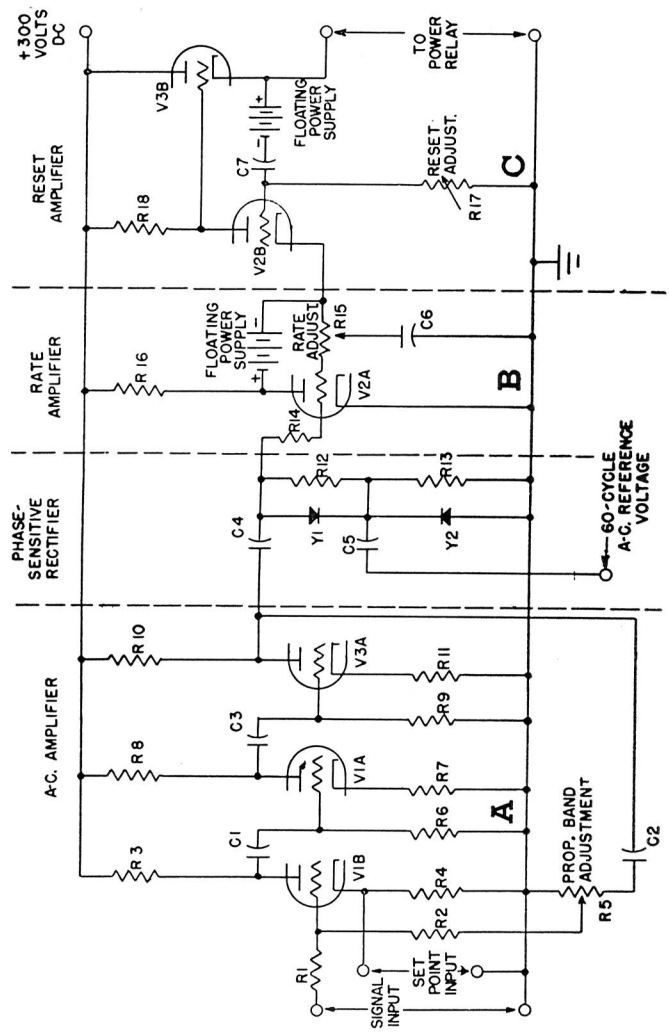 A-C. AMPLIFIER
PHASE-
SENSITIVE
RECTIFIER
RATE
AMPLIFIER
RESET
AMPLIFIER
+300
VOLTS
D-C
R3
R8
R10
R16
R18
V3B
C1
C3
C4
R12
R14
+
-
FLOATING
POWER
SUPPLY
RATE
ADJUST
R15
V2B
C7
-
+
FLOATING
POWER
SUPPLY
R1
V1B
V1A
V3A
Y1
C5
Y2
R13
V2A
C6
RESET
ADJUST.
R17
TO
POWER
RELAY
SIGNAL
INPUT
SET
POINT
INPUT
R2
R4
R6
R7
R9
R11
A
B
C
R5
PROP. BAND
ADJUSTMENT
C2
60-CYCLE
A-C. REFERENCE
VOLTAGE